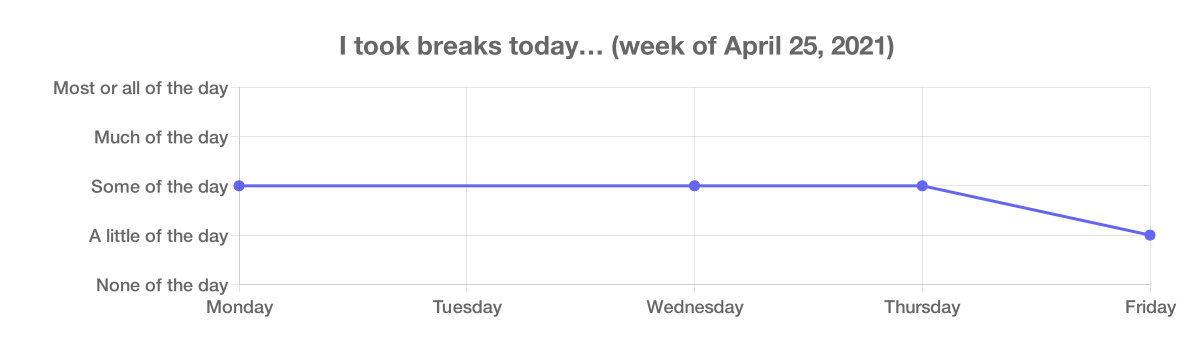 I took breaks today... (week of April 25, 2021)
Most or all of the day
Much of the day
Some of the day
A little of the day
None of the day
Monday Tuesday Wednesday Thursday Friday